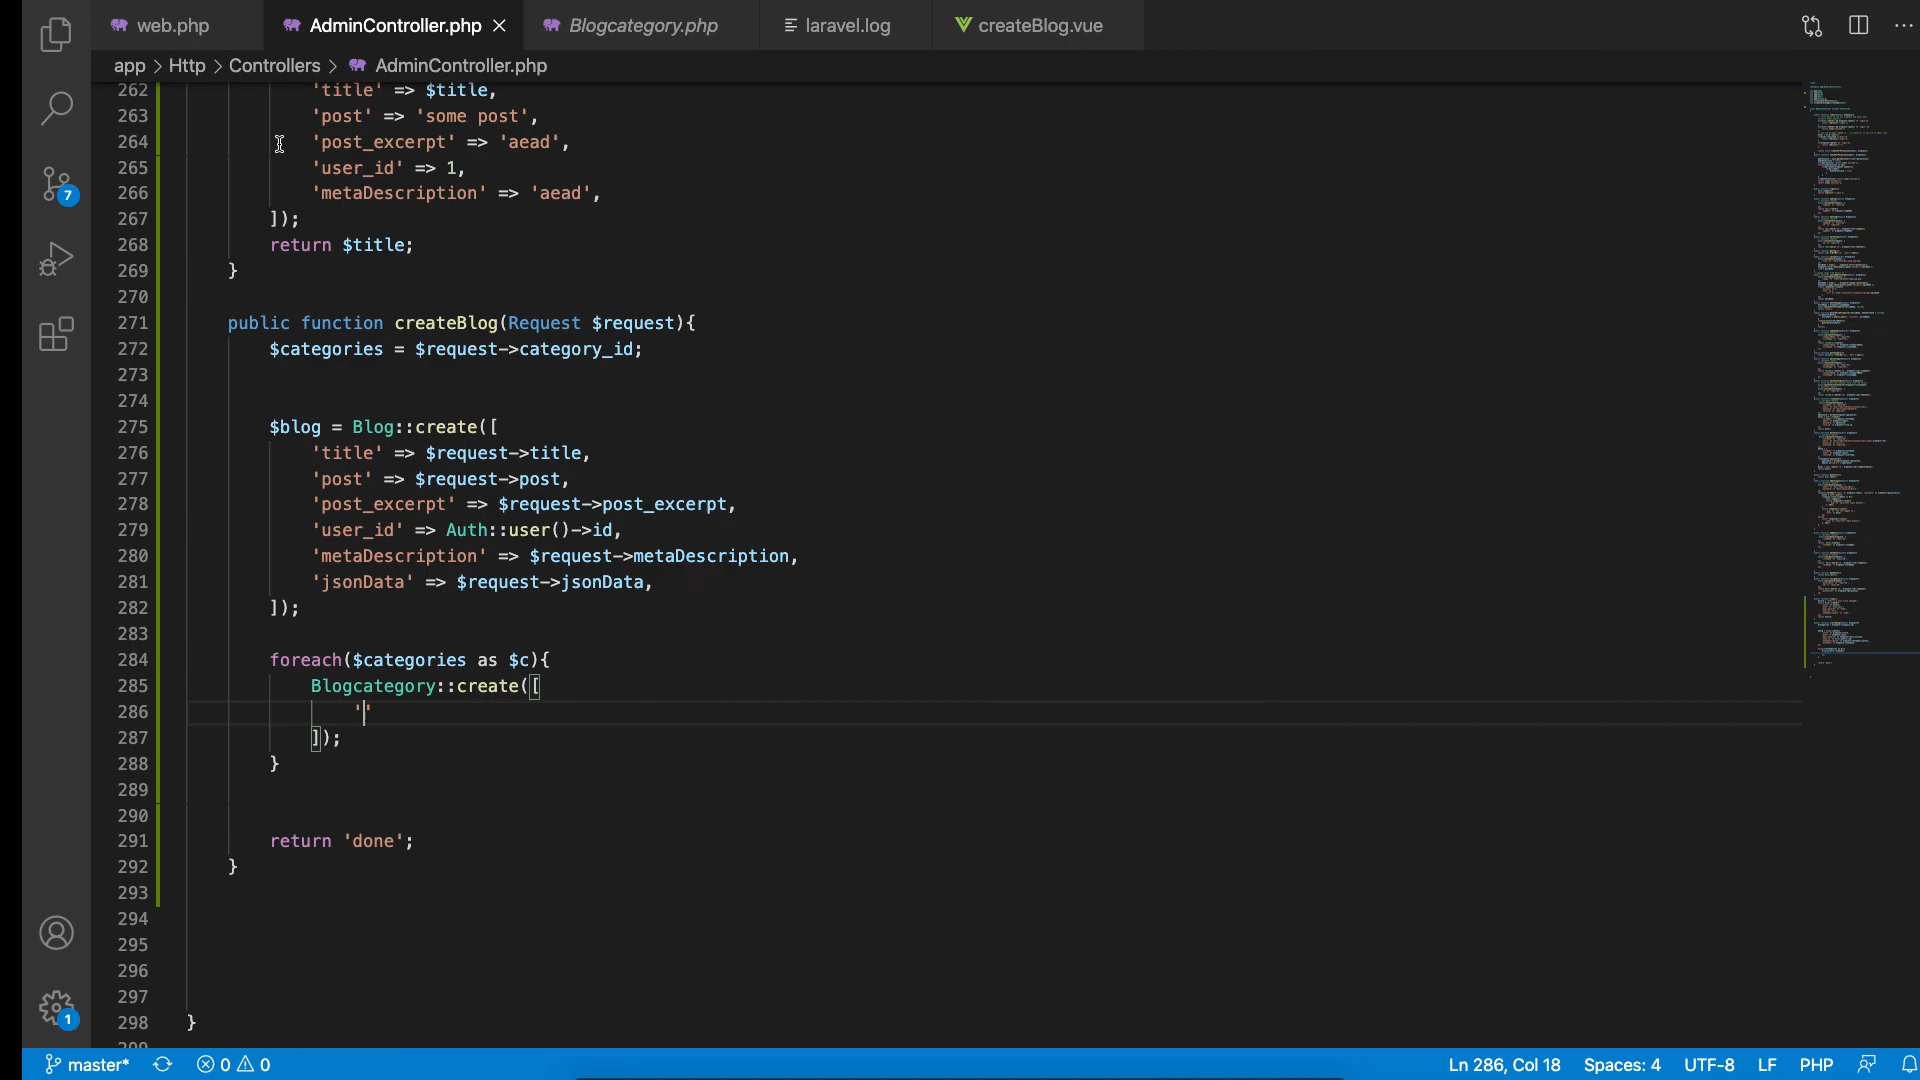 web.php
AdminController.php
Blogcategory.php
laravel.log
createBlog.vue
app > Http > Controllers > AdminController.php
262 'title' => $title,
263 'post' => 'some post',
264 'post_excerpt' => 'aead',
265 'user_id' => 1,
266 'metaDescription' => 'aead',
267 ]);
268 return $title;
269 }
270
271 public function createBlog(Request $request){
272 $categories = $request->category_id;
273
274
275 $blog = Blog::create([
276 'title' => $request->title,
277 'post' => $request->post,
278 'post_excerpt' => $request->post_excerpt,
279 'user_id' => Auth::user()->id,
280 'metaDescription' => $request->metaDescription,
281 'jsonData' => $request->jsonData,
282 ]);
283
284 foreach($categories as $c){
285 Blogcategory::create([
286 ''
287 ]);
288 }
289
290
291 return 'done';
292 }
293
294
295
296
297
298 }
7
1
master* 0 0 Ln 286, Col 18 Spaces: 4 UTF-8 LF PHP